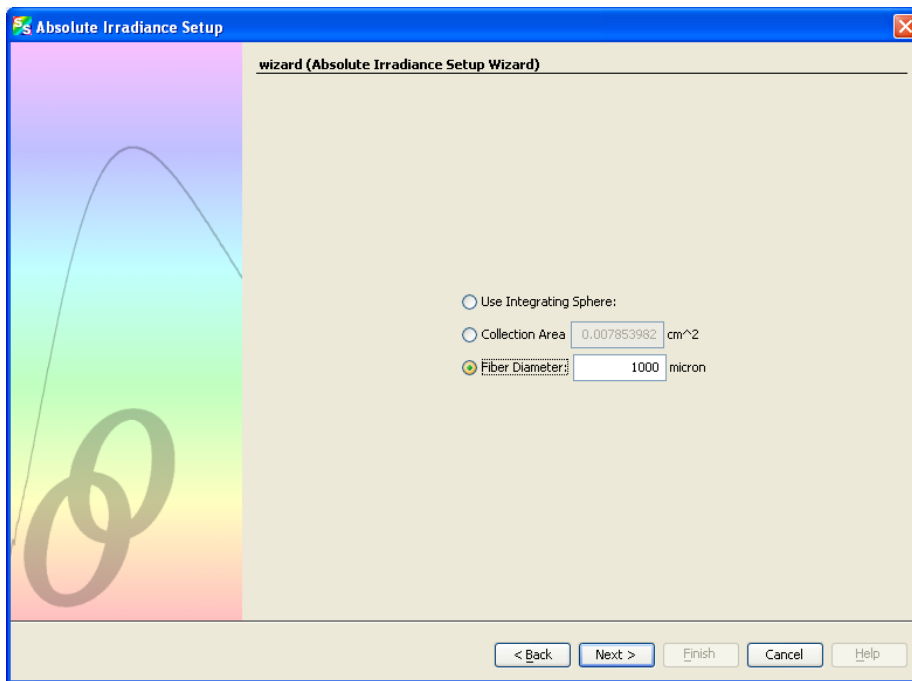 Absolute Irradiance Setup
wizard (Absolute Irradiance Setup Wizard)
Use Integrating Sphere:
Collection Area 0.007853982 cm^2
Fiber Diameter: 1000 micron
< Back Next > Finish Cancel Help